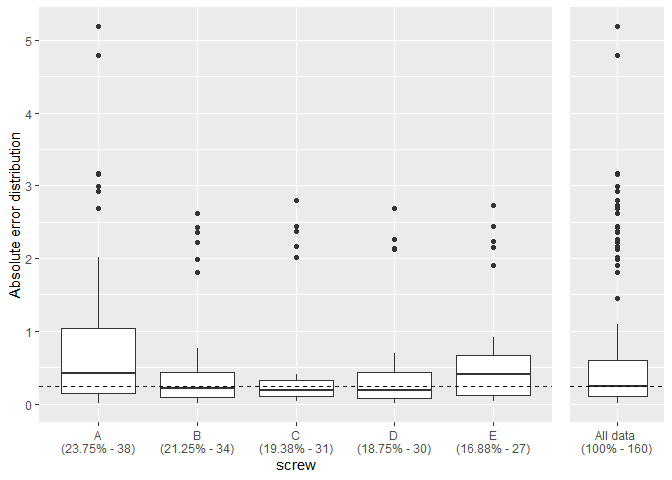 Absolute error distribution
5
4
3
2
1
0
A B C D E All data
(23.75% - 38) (21.25% - 34) (19.38% - 31) (18.75% - 30) (16.88% - 27) (100% - 160)
screw